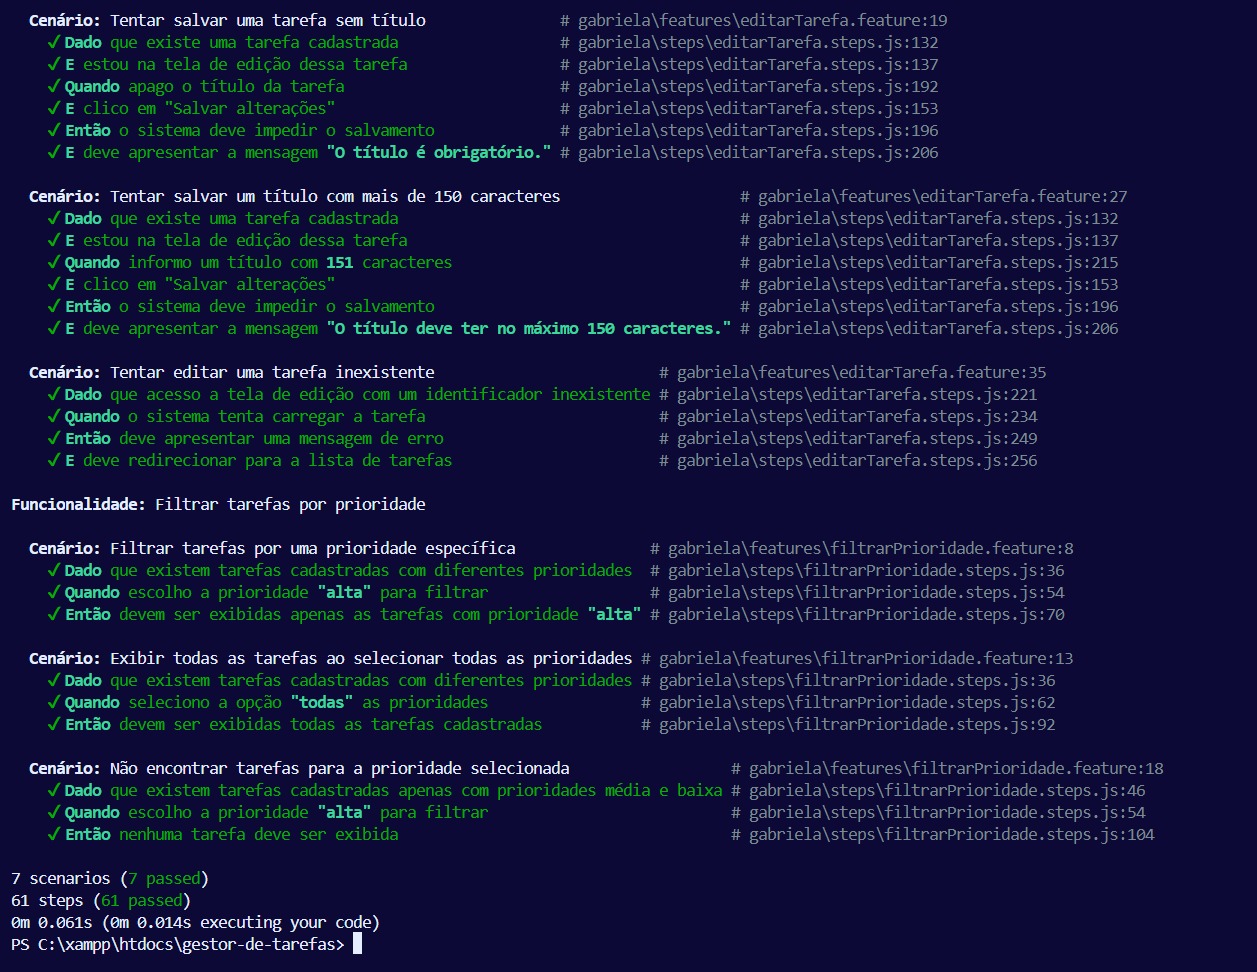 Cenário: Tentar salvar uma tarefa sem título # gabriela\features\editarTarefa.feature:19
✓ Dado que existe uma tarefa cadastrada # gabriela\steps\editarTarefa.steps.js:132
✓ E estou na tela de edição dessa tarefa # gabriela\steps\editarTarefa.steps.js:137
✓ Quando apago o título da tarefa # gabriela\steps\editarTarefa.steps.js:192
✓ E clico em "Salvar alterações" # gabriela\steps\editarTarefa.steps.js:153
✓ Então o sistema deve impedir o salvamento # gabriela\steps\editarTarefa.steps.js:196
✓ E deve apresentar a mensagem "O título é obrigatório." # gabriela\steps\editarTarefa.steps.js:206
Cenário: Tentar salvar um título com mais de 150 caracteres # gabriela\features\editarTarefa.feature:27
✓ Dado que existe uma tarefa cadastrada # gabriela\steps\editarTarefa.steps.js:132
✓ E estou na tela de edição dessa tarefa # gabriela\steps\editarTarefa.steps.js:137
✓ Quando informo um título com 151 caracteres # gabriela\steps\editarTarefa.steps.js:215
✓ E clico em "Salvar alterações" # gabriela\steps\editarTarefa.steps.js:153
✓ Então o sistema deve impedir o salvamento # gabriela\steps\editarTarefa.steps.js:196
✓ E deve apresentar a mensagem "O título deve ter no máximo 150 caracteres." # gabriela\steps\editarTarefa.steps.js:206
Cenário: Tentar editar uma tarefa inexistente # gabriela\features\editarTarefa.feature:35
✓ Dado que acesso a tela de edição com um identificador inexistente # gabriela\steps\editarTarefa.steps.js:221
✓ Quando o sistema tenta carregar a tarefa # gabriela\steps\editarTarefa.steps.js:234
✓ Então deve apresentar uma mensagem de erro # gabriela\steps\editarTarefa.steps.js:249
✓ E deve redirecionar para a lista de tarefas # gabriela\steps\editarTarefa.steps.js:256
Funcionalidade: Filtrar tarefas por prioridade
Cenário: Filtrar tarefas por uma prioridade específica # gabriela\features\filtrarPrioridade.feature:8
✓ Dado que existem tarefas cadastradas com diferentes prioridades # gabriela\steps\filtrarPrioridade.steps.js:36
✓ Quando escolho a prioridade "alta" para filtrar # gabriela\steps\filtrarPrioridade.steps.js:54
✓ Então devem ser exibidas apenas as tarefas com prioridade "alta" # gabriela\steps\filtrarPrioridade.steps.js:70
Cenário: Exibir todas as tarefas ao selecionar todas as prioridades # gabriela\features\filtrarPrioridade.feature:13
✓ Dado que existem tarefas cadastradas com diferentes prioridades # gabriela\steps\filtrarPrioridade.steps.js:36
✓ Quando seleciono a opção "todas" as prioridades # gabriela\steps\filtrarPrioridade.steps.js:62
✓ Então devem ser exibidas todas as tarefas cadastradas # gabriela\steps\filtrarPrioridade.steps.js:92
Cenário: Não encontrar tarefas para a prioridade selecionada # gabriela\features\filtrarPrioridade.feature:18
✓ Dado que existem tarefas cadastradas apenas com prioridades média e baixa # gabriela\steps\filtrarPrioridade.steps.js:46
✓ Quando escolho a prioridade "alta" para filtrar # gabriela\steps\filtrarPrioridade.steps.js:54
✓ Então nenhuma tarefa deve ser exibida # gabriela\steps\filtrarPrioridade.steps.js:104
7 scenarios (7 passed)
61 steps (61 passed)
0m 0.061s (0m 0.014s executing your code)
PS C:\xampp\htdocs\gestor-de-tarefas>